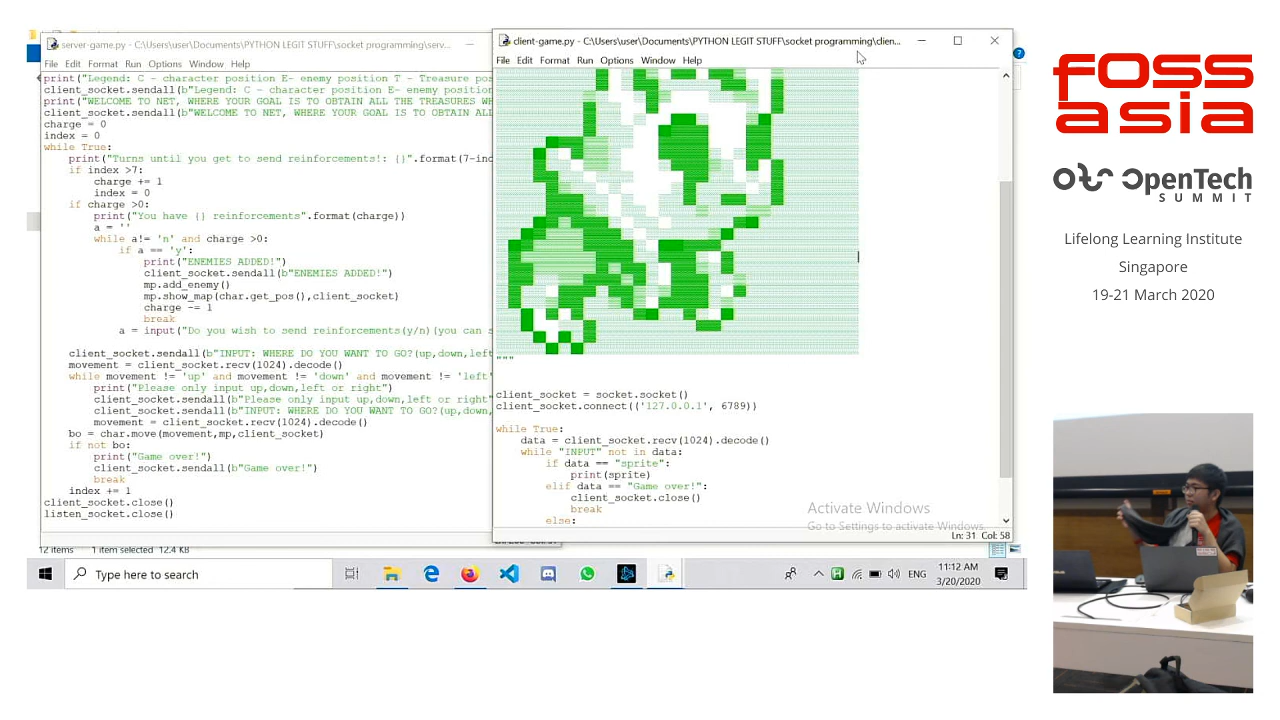 server-game.py - C:\Users\user\Documents\PYTHON LEGIT STUFF\socket programming\serv...
File Edit Format Run Options Window Help
print("Legend: C - character position E- enemy position T - Treasure pos
client_socket.sendall(b"Legend: C - character position E- enemy position
print("WELCOME TO NET, WHERE YOUR GOAL IS TO OBTAIN ALL THE TREASURES WH
client_socket.sendall(b"WELCOME TO NET, WHERE YOUR GOAL IS TO OBTAIN ALL
charge = 0
index = 0
while True:
    print("Turns until you get to send reinforcements!: {}".format(7-inc
    if index >7:
        charge += 1
        index = 0
    if charge >0:
        print("You have {} reinforcements".format(charge))
        a = ''
        while a!= 'n' and charge >0:
            if a == 'y':
                print("ENEMIES ADDED!")
                client_socket.sendall(b"ENEMIES ADDED!")
                mp.add_enemy()
                mp.show_map(char.get_pos(),client_socket)
                charge -= 1
                break
            a = input("Do you wish to send reinforcements(y/n)(you can s
    client_socket.sendall(b"INPUT: WHERE DO YOU WANT TO GO?(up,down,left
    movement = client_socket.recv(1024).decode()
    while movement != 'up' and movement != 'down' and movement != 'left'
        print("Please only input up,down,left or right")
        client_socket.sendall(b"Please only input up,down,left or right"
        client_socket.sendall(b"INPUT: WHERE DO YOU WANT TO GO?(up,down,
        movement = client_socket.recv(1024).decode()
    bo = char.move(movement,mp,client_socket)
    if not bo:
        print("Game over!")
        client_socket.sendall(b"Game over!")
        break
    index += 1
client_socket.close()
listen_socket.close()
client-game.py - C:\Users\user\Documents\PYTHON LEGIT STUFF\socket programming\clien...
File Edit Format Run Options Window Help
"""
client_socket = socket.socket()
client_socket.connect(('127.0.0.1', 6789))
while True:
    data = client_socket.recv(1024).decode()
    while "INPUT" not in data:
        if data == "sprite":
            print(sprite)
        elif data == "Game over!":
            client_socket.close()
            break
        else:
Activate Windows
Go to Settings to activate Windows.
Ln: 31 Col: 58
12 items 1 item selected 12.4 KB
Type here to search
ENG
11:12 AM
3/20/2020
FOSS
asia
OpenTech
SUMMIT
Lifelong Learning Institute
Singapore
19-21 March 2020